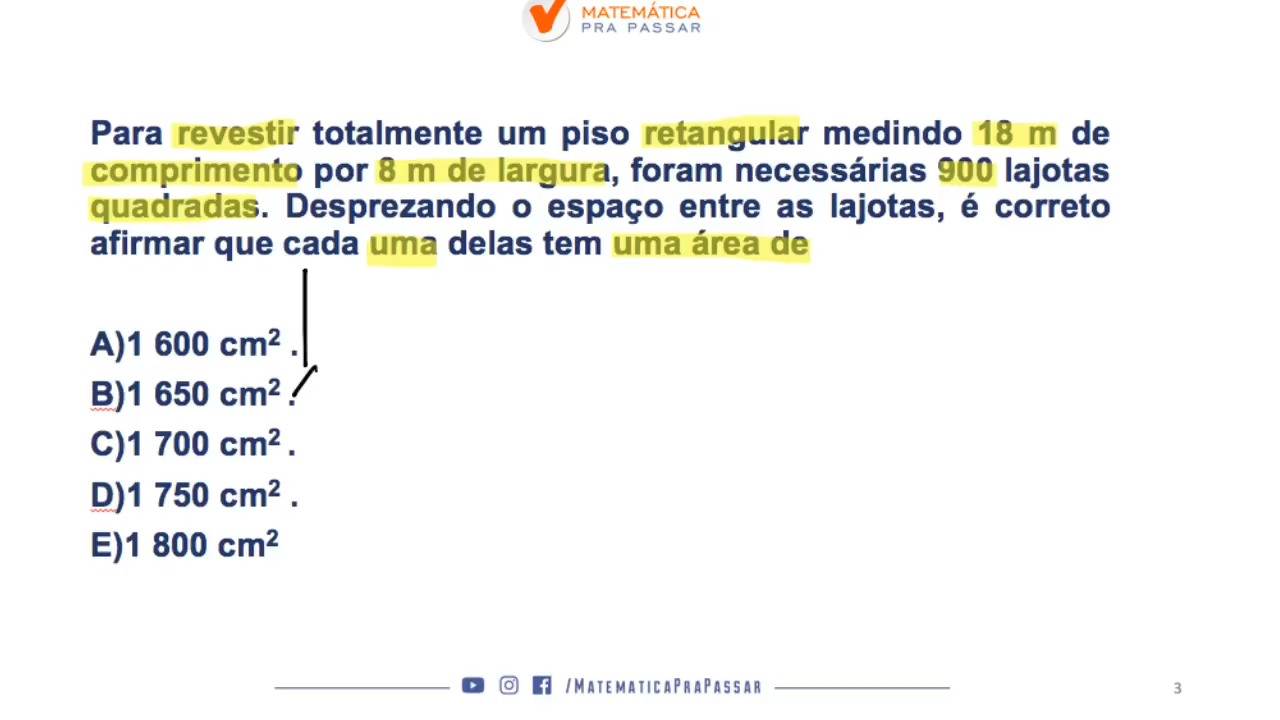 MATEMÁTICA
PRA PASSAR
Para revestir totalmente um piso retangular medindo 18 m de
comprimento por 8 m de largura, foram necessárias 900 lajotas
quadradas. Desprezando o espaço entre as lajotas, é correto
afirmar que cada uma delas tem uma área de
A)1 600 cm² .
B)1 650 cm² .
C)1 700 cm² .
D)1 750 cm² .
E)1 800 cm²
/MATEMATICAPRAPASSAR
3